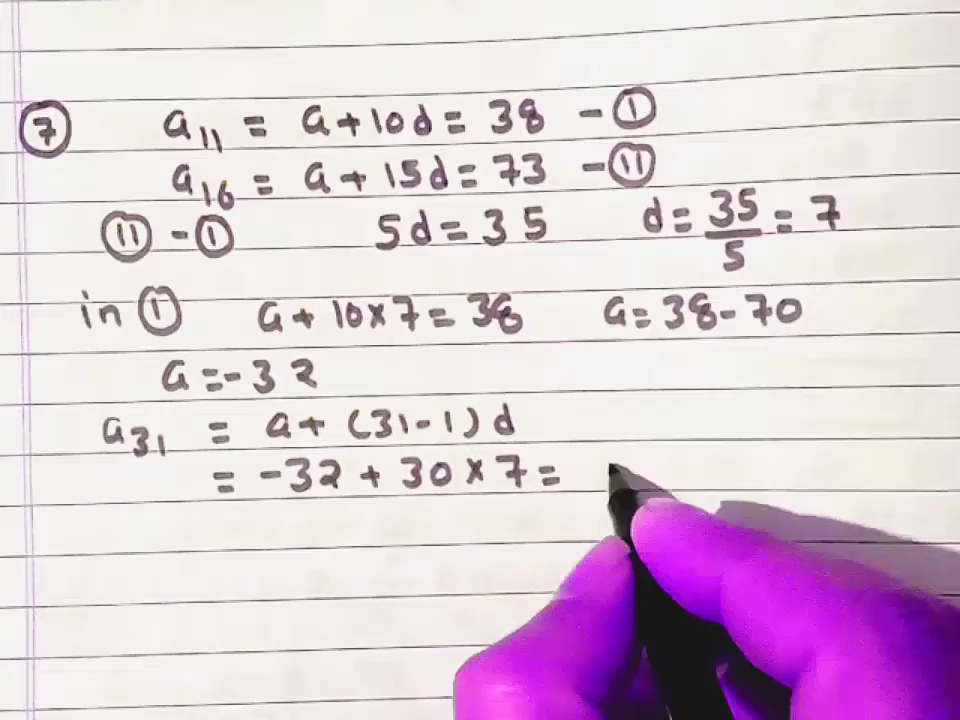 ⑦ a₁₁ = a + 10d = 38 - ①
a₁₆ = a + 15d = 73 - ⑪
⑪ - ① 5d = 35 d = 35/5 = 7
in ① a + 10 × 7 = 38 a = 38 - 70
a = - 32
a₃₁ = a + (31 - 1) d
= -32 + 30 × 7 =